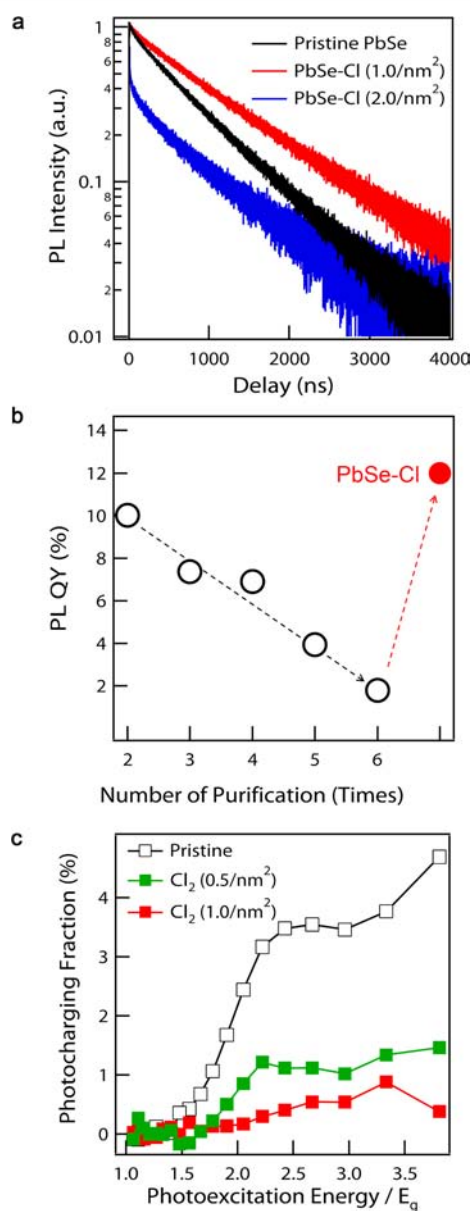 a
1
8
6
4
2
0.1
8
6
4
2
0.01
PL Intensity (a.u.)
Pristine PbSe
PbSe-Cl (1.0/nm²)
PbSe-Cl (2.0/nm²)
0
1000
2000
3000
4000
Delay (ns)
b
14
12
10
8
6
4
2
PL QY (%)
PbSe-Cl
2
3
4
5
6
Number of Purification (Times)
c
5
4
3
2
1
0
Photocharging Fraction (%)
Pristine
Cl₂ (0.5/nm²)
Cl₂ (1.0/nm²)
1.0
1.5
2.0
2.5
3.0
3.5
Photoexcitation Energy / Eg